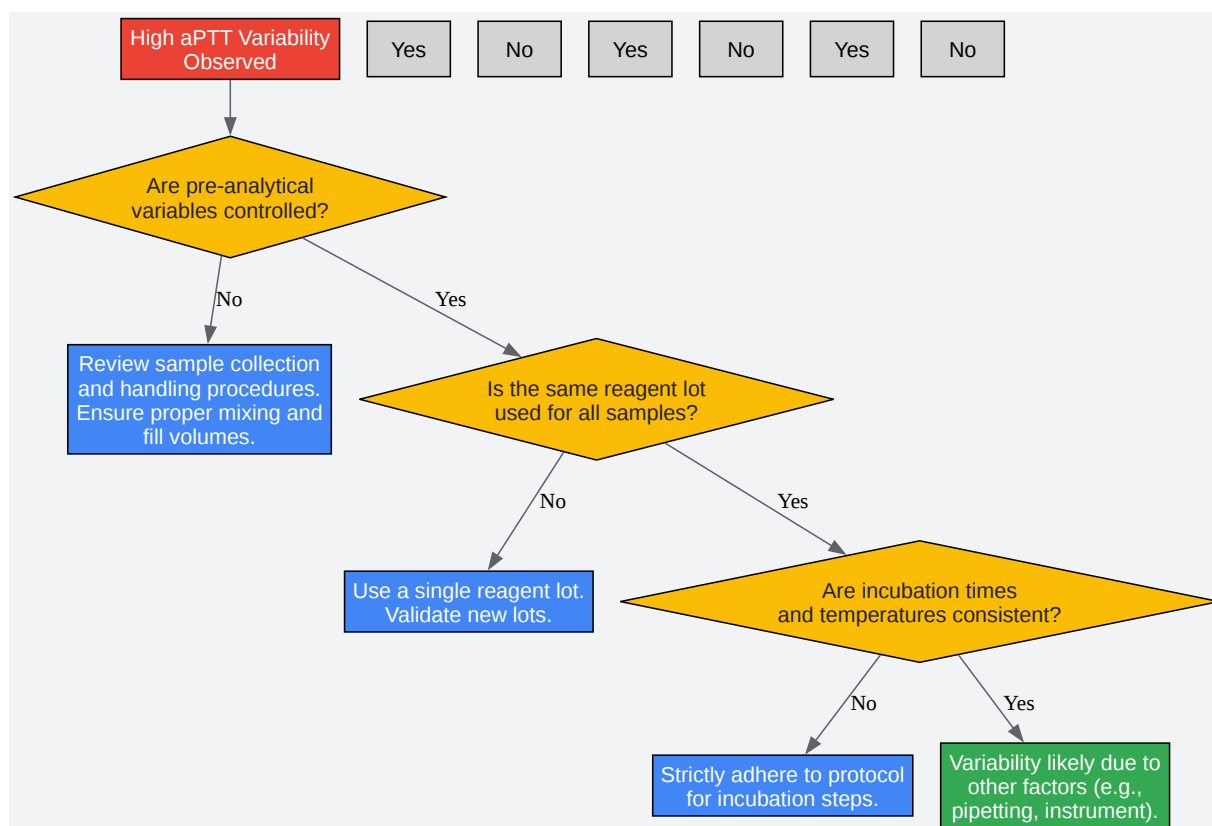 High aPTT Variability
Observed
Yes
No
Yes
No
Yes
No
Are pre-analytical
variables controlled?
No
Yes
Review sample collection
and handling procedures.
Ensure proper mixing and
fill volumes.
Is the same reagent lot
used for all samples?
No
Yes
Use a single reagent lot.
Validate new lots.
Are incubation times
and temperatures consistent?
No
Yes
Strictly adhere to protocol
for incubation steps.
Variability likely due to
other factors (e.g.,
pipetting, instrument).